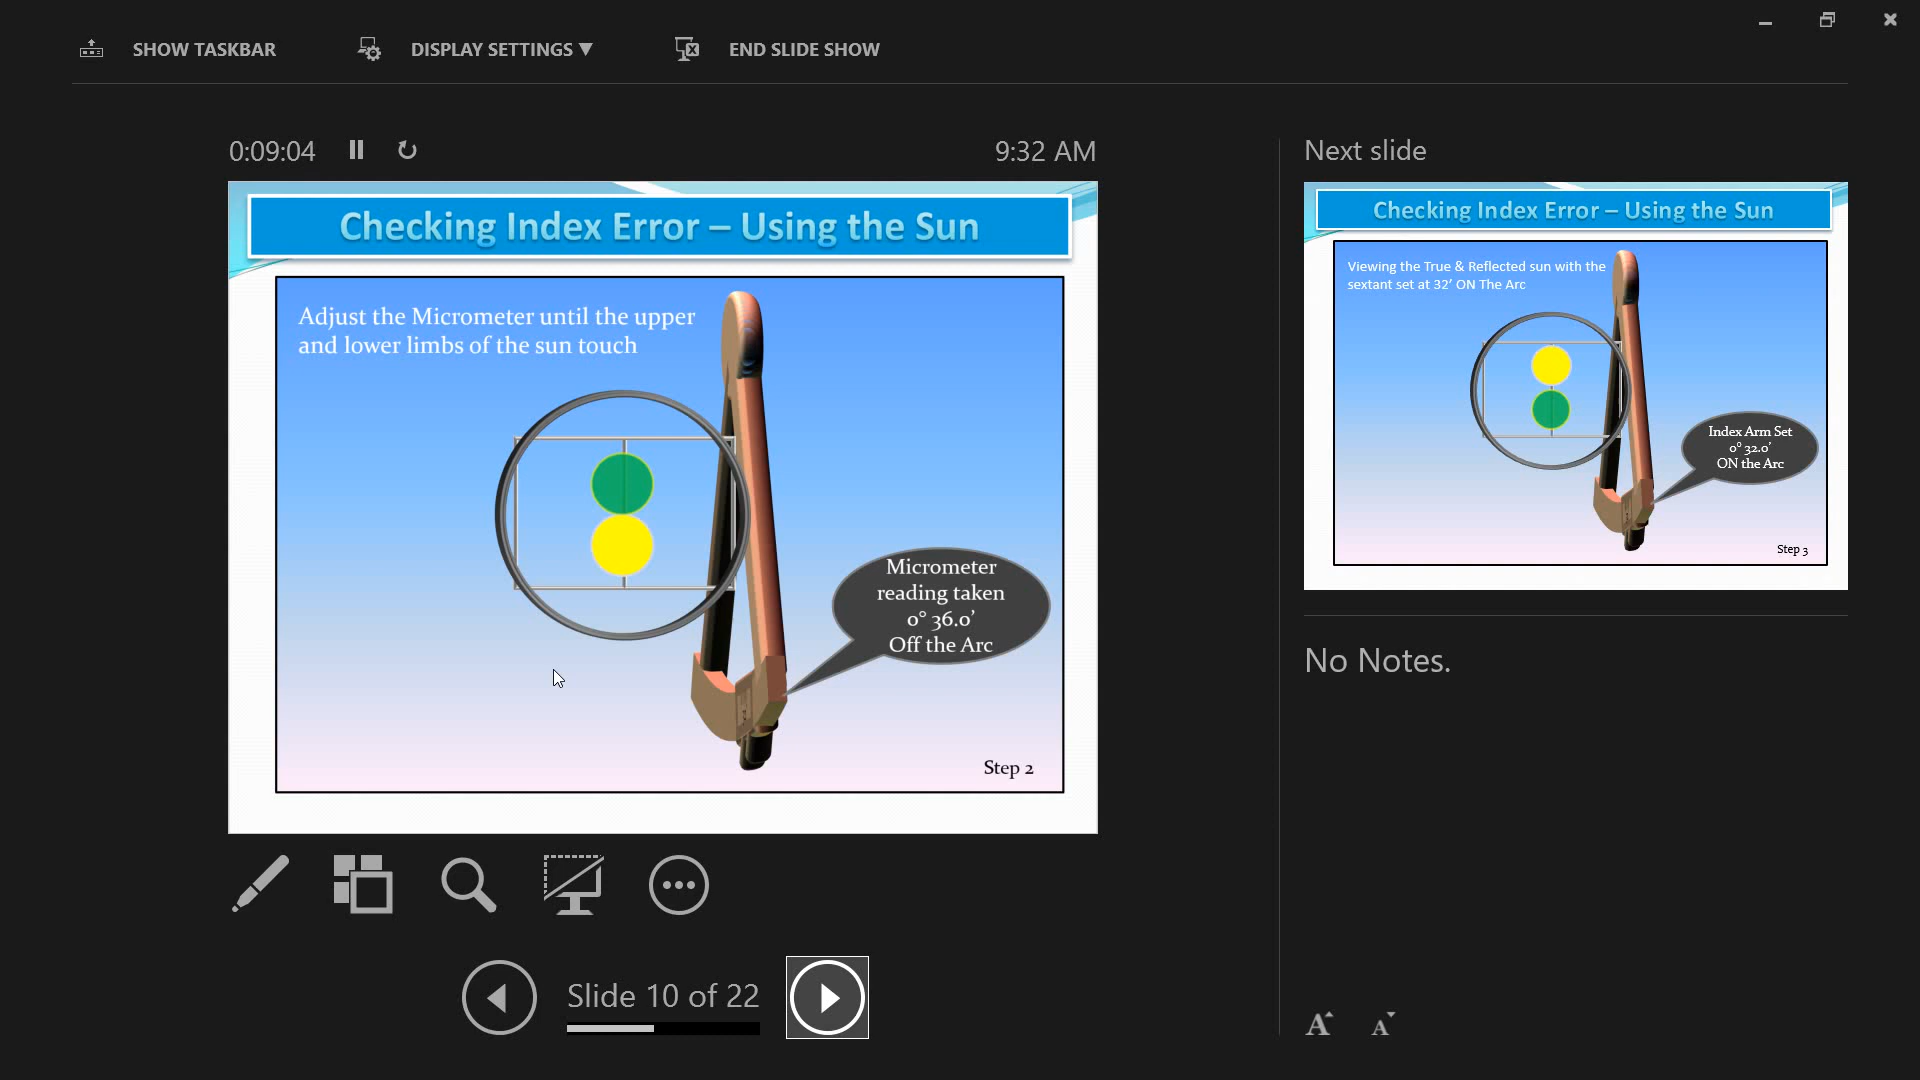 SHOW TASKBAR
DISPLAY SETTINGS ▼
END SLIDE SHOW
0:09:04
9:32 AM
Checking Index Error – Using the Sun
Adjust the Micrometer until the upper
and lower limbs of the sun touch
Micrometer
reading taken
0° 36.0’
Off the Arc
Step 2
Slide 10 of 22
Next slide
Checking Index Error – Using the Sun
Viewing the True & Reflected sun with the
sextant set at 32’ ON The Arc
Index Arm Set
0° 32.0’
ON the Arc
Step 3
No Notes.
A A